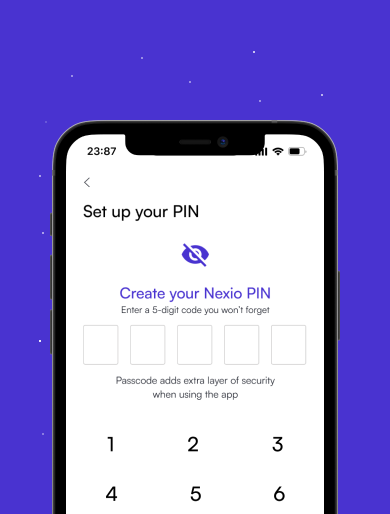 23:87
Set up your PIN
Create your Nexio PIN
Enter a 5-digit code you won't forget
Passcode adds extra layer of security
when using the app
1 2 3
4 5 6